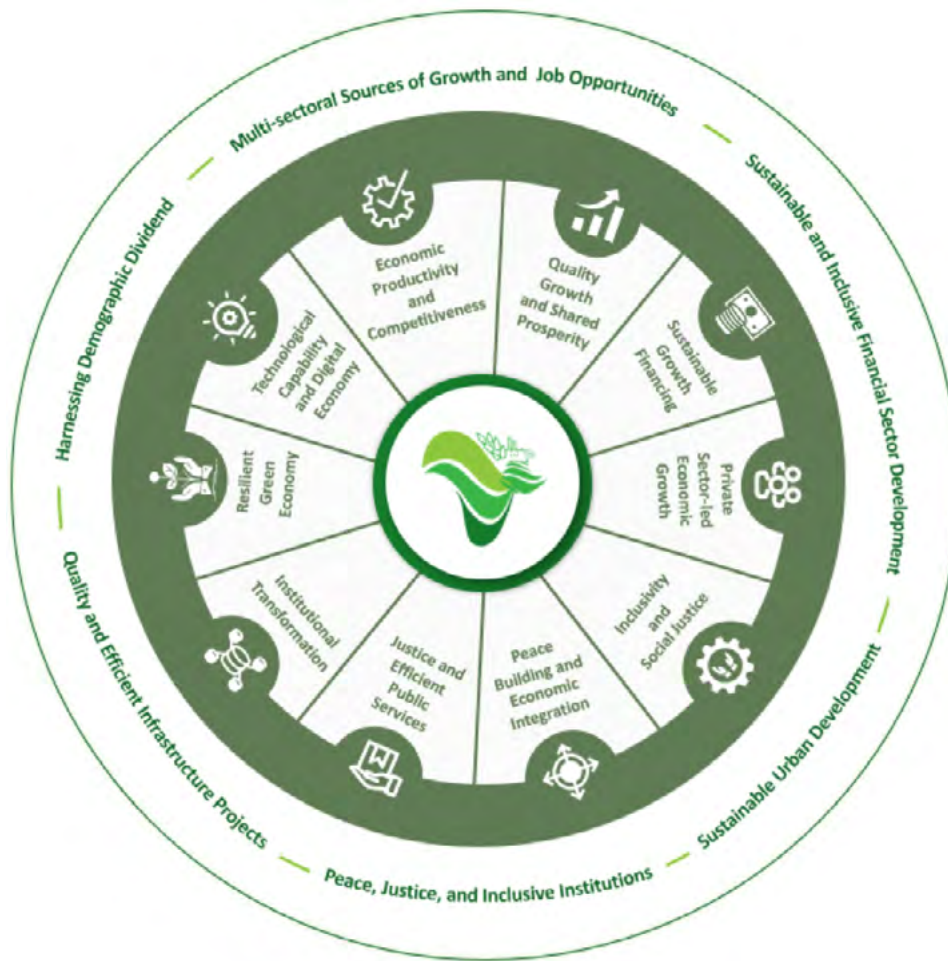 Multi-sectoral Sources of Growth and Job Opportunities
Sustainable and Inclusive Financial Sector Development
Sustainable Urban Development
Peace, Justice, and Inclusive Institutions
Quality and Efficient Infrastructure Projects
Harnessing Demographic Dividend
Quality
Growth
and Shared
Prosperity
Sustainable
Growth
Financing
Private
Sector-led
Economic
Growth
Inclusivity
and
Social Justice
Peace
Building and
Economic
Integration
Justice and
Efficient
Public
Services
Institutional
Transformation
Resilient
Green
Economy
Technological
Capability
and Digital
Economy
Economic
Productivity
and
Competitiveness